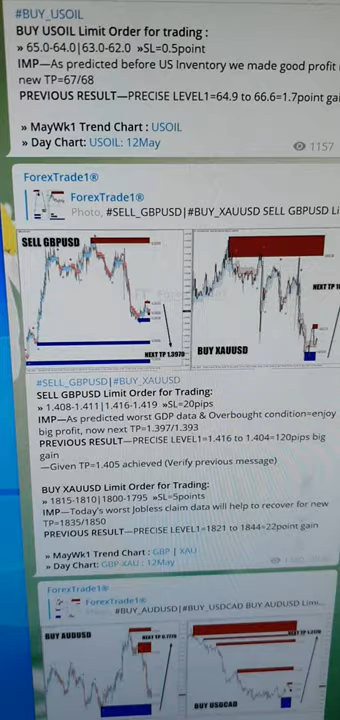 #BUY_USOIL
BUY USOIL Limit Order for trading :
» 65.0-64.0|63.0-62.0 »SL=0.5point
IMP—As predicted before US Inventory we made good profit
new TP=67/68
PREVIOUS RESULT—PRECISE LEVEL1=64.9 to 66.6=1.7point
» MayWk1 Trend Chart : USOIL
» Day Chart: USOIL: 12May
1157
ForexTrade1®
ForexTrade1®
Photo, #SELL_GBPUSD|#BUY_XAUUSD SELL GBPUSD
SELL GBPUSD
NEXT TP 1.3970
BUY XAUUSD
NEXT TP
#SELL_GBPUSD|#BUY_XAUUSD
SELL GBPUSD Limit Order for Trading:
» 1.408-1.411|1.416-1.419 »SL=20pips
IMP—As predicted worst GDP data & Overbought condition=enjoy
big profit, now next TP=1.397/1.393
PREVIOUS RESULT—PRECISE LEVEL1=1.416 to 1.404=120pips big
gain
—Given TP=1.405 achieved (Verify previous message)
BUY XAUUSD Limit Order for Trading:
» 1815-1810|1800-1795 »SL=5points
IMP—Today's worst Jobless claim data will help to recover for new
TP=1835/1850
PREVIOUS RESULT—PRECISE LEVEL1=1821 to 1844=22point gain
» MayWk1 Trend Chart : GBP | XAU
» Day Chart: GBP-XAU : 12May
ForexTrade1®
ForexTrade1®
#BUY_AUDUSD|#BUY_USDCAD BUY AUDUSD Limi...
BUY AUDUSD
BUY USDCAD